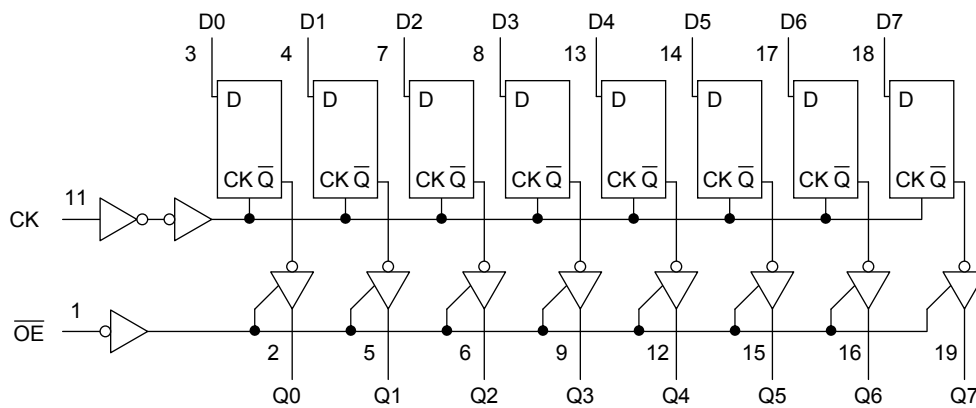 D0 D1 D2 D3 D4 D5 D6 D7
3 4 7 8 13 14 17 18
D D D D D D D D
CK Q̅ CK Q̅ CK Q̅ CK Q̅ CK Q̅ CK Q̅ CK Q̅ CK Q̅
11
CK
1
O̅E̅
2 5 6 9 12 15 16 19
Q0 Q1 Q2 Q3 Q4 Q5 Q6 Q7